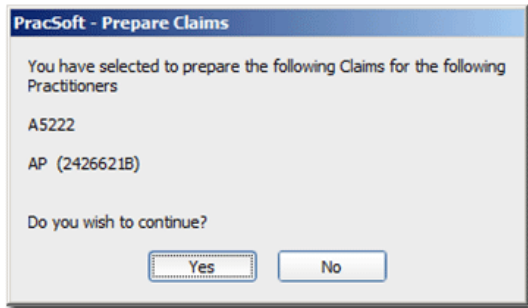 PracSoft - Prepare Claims
You have selected to prepare the following Claims for the following
Practitioners
A5222
AP (2426621B)
Do you wish to continue?
Yes
No